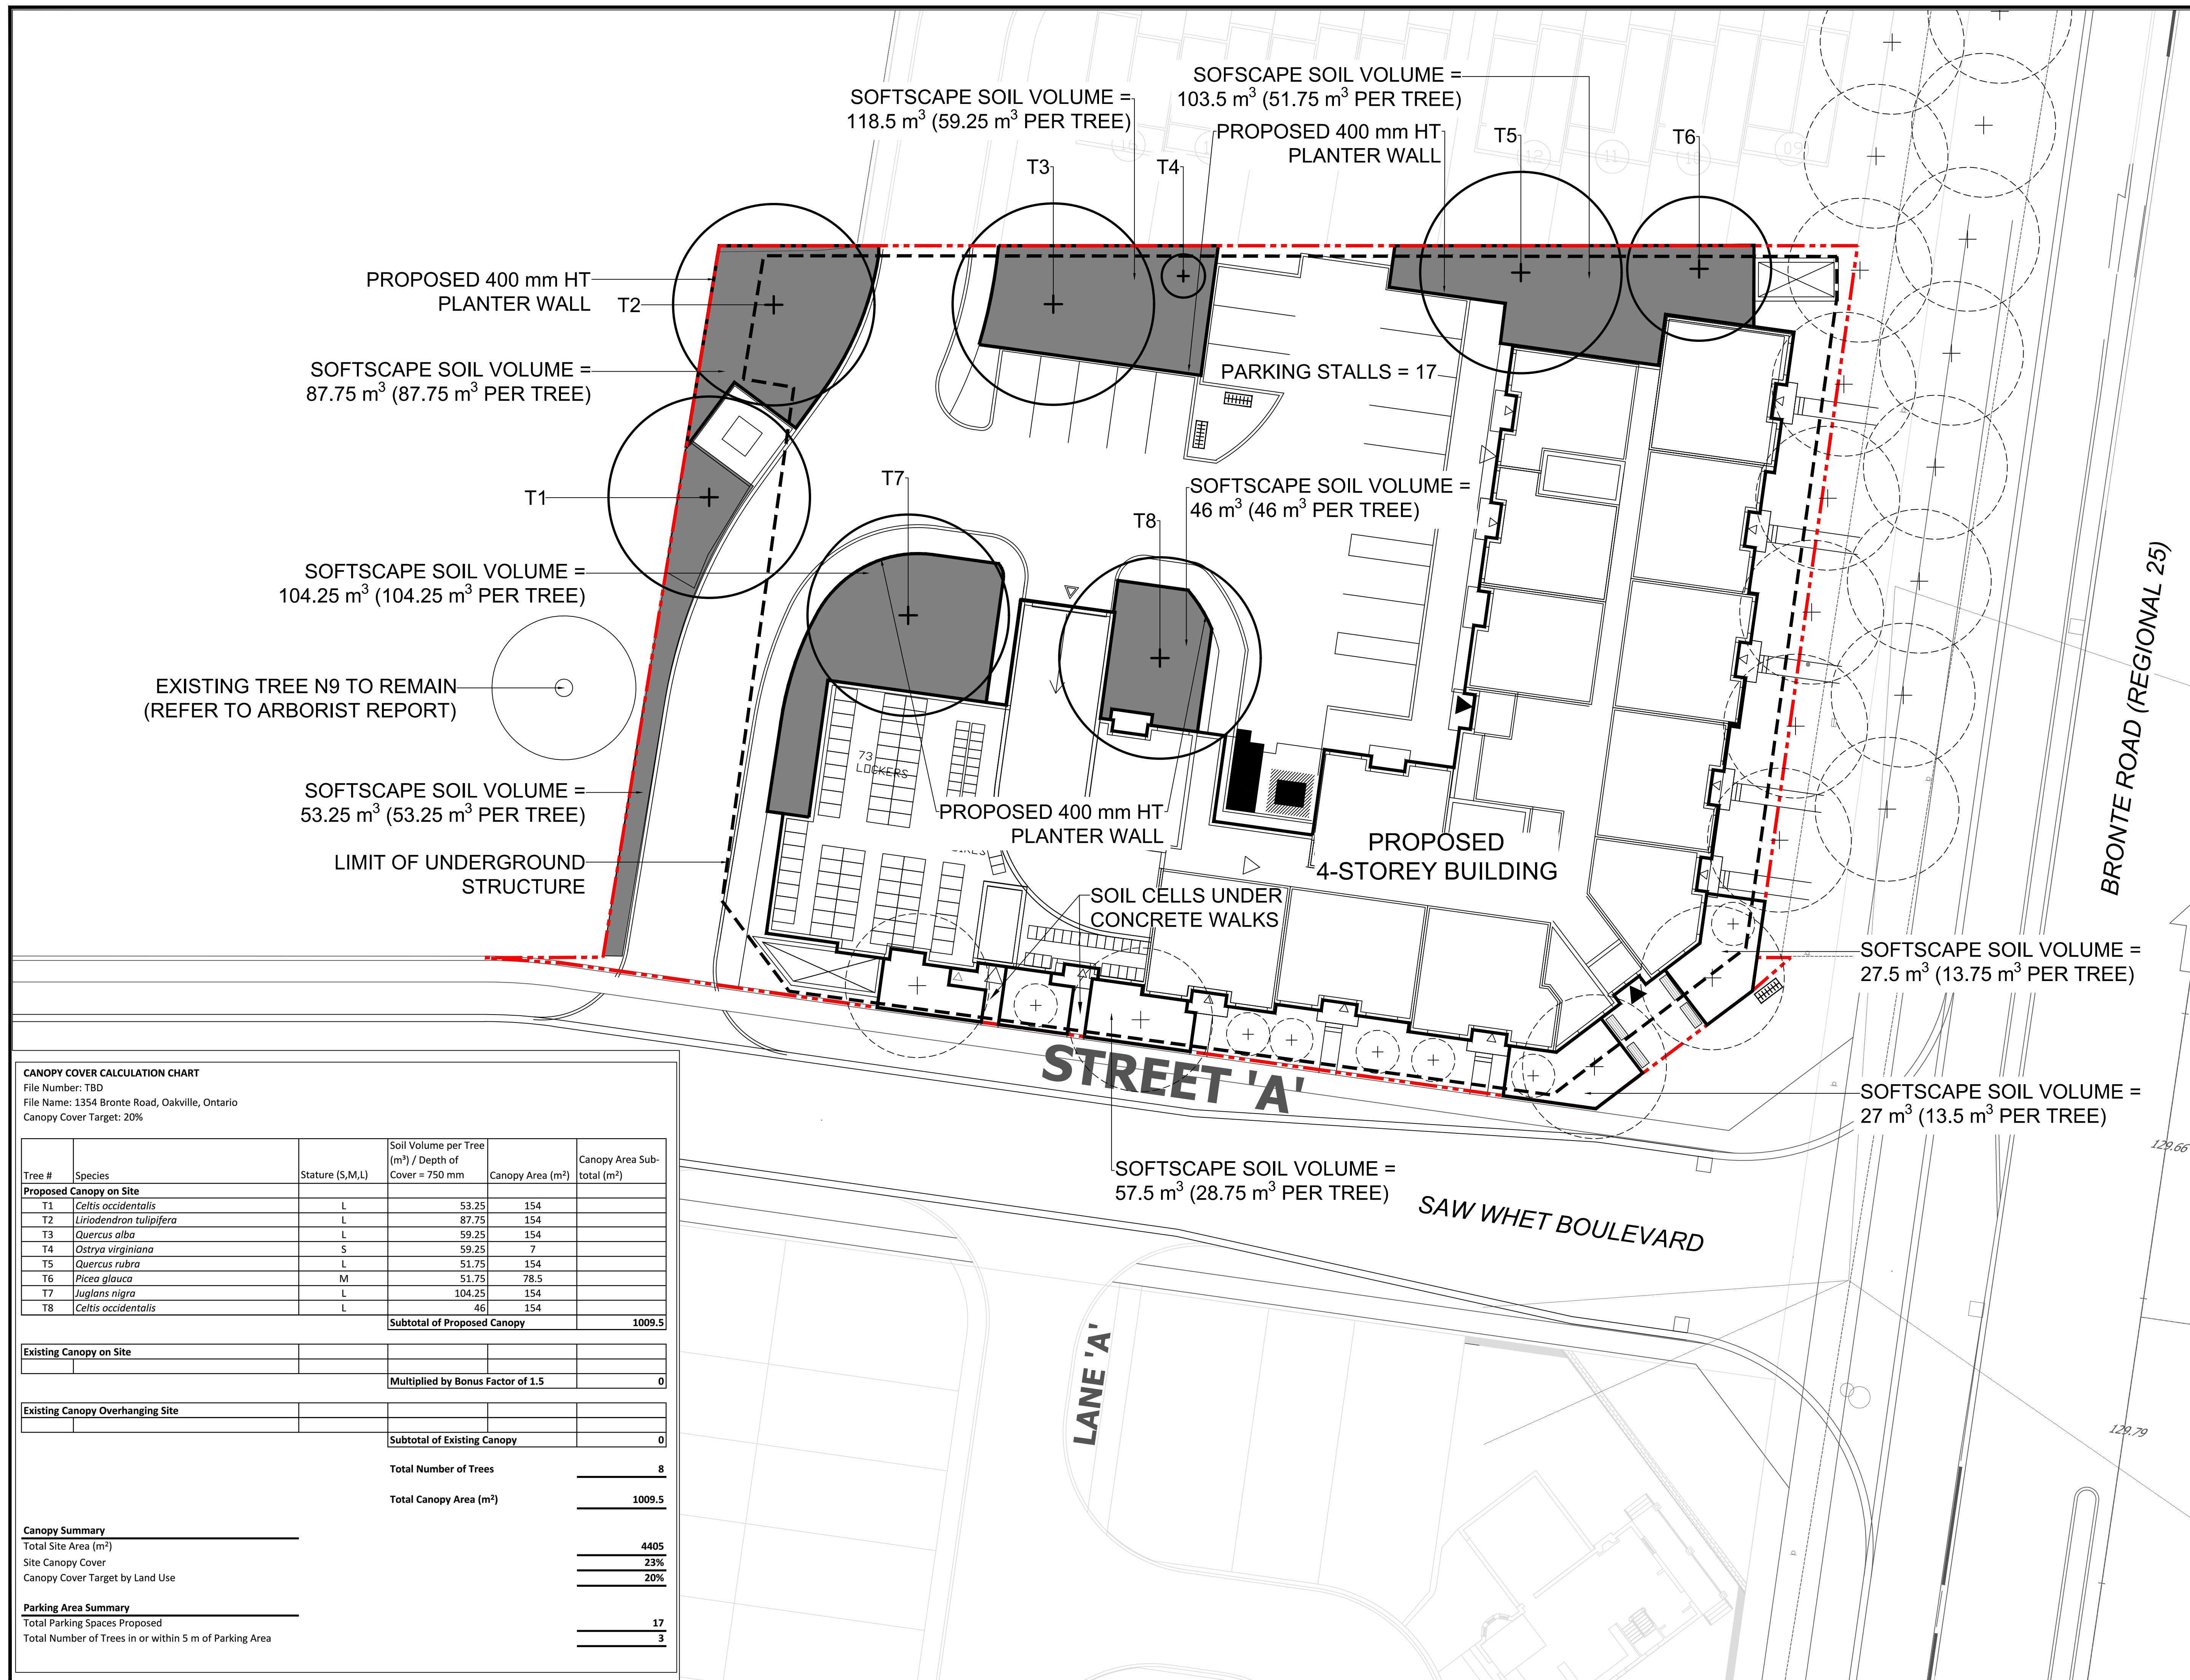 SOFTSCAPE SOIL VOLUME =
118.5 m³ (59.25 m³ PER TREE)
SOFSCAPE SOIL VOLUME =
103.5 m³ (51.75 m³ PER TREE)
PROPOSED 400 mm HT
PLANTER WALL
T3
T4
T5
T6
12
11
10
09
PROPOSED 400 mm HT
PLANTER WALL
T2
SOFTSCAPE SOIL VOLUME =
87.75 m³ (87.75 m³ PER TREE)
PARKING STALLS = 17
T1
T7
T8
SOFTSCAPE SOIL VOLUME =
46 m³ (46 m³ PER TREE)
SOFTSCAPE SOIL VOLUME =
104.25 m³ (104.25 m³ PER TREE)
EXISTING TREE N9 TO REMAIN
(REFER TO ARBORIST REPORT)
BRONTE ROAD (REGIONAL 25)
73
LOCKERS
SOFTSCAPE SOIL VOLUME =
53.25 m³ (53.25 m³ PER TREE)
PROPOSED 400 mm HT
PLANTER WALL
PROPOSED
4-STOREY BUILDING
LIMIT OF UNDERGROUND
STRUCTURE
SOIL CELLS UNDER
CONCRETE WALKS
SOFTSCAPE SOIL VOLUME =
27.5 m³ (13.75 m³ PER TREE)
STREET 'A'
SOFTSCAPE SOIL VOLUME =
27 m³ (13.5 m³ PER TREE)
129.66
SOFTSCAPE SOIL VOLUME =
57.5 m³ (28.75 m³ PER TREE)
SAW WHET BOULEVARD
LANE 'A'
129.79
CANOPY COVER CALCULATION CHART
File Number: TBD
File Name: 1354 Bronte Road, Oakville, Ontario
Canopy Cover Target: 20%
Tree # Species Stature (S,M,L) Soil Volume per Tree (m³) / Depth of Cover = 750 mm Canopy Area (m²) Canopy Area Sub-total (m²)
Proposed Canopy on Site
T1 Celtis occidentalis L 53.25 154
T2 Liriodendron tulipifera L 87.75 154
T3 Quercus alba L 59.25 154
T4 Ostrya virginiana S 59.25 7
T5 Quercus rubra L 51.75 154
T6 Picea glauca M 51.75 78.5
T7 Juglans nigra L 104.25 154
T8 Celtis occidentalis L 46 154
Subtotal of Proposed Canopy 1009.5
Existing Canopy on Site
Multiplied by Bonus Factor of 1.5 0
Existing Canopy Overhanging Site
Subtotal of Existing Canopy 0
Total Number of Trees 8
Total Canopy Area (m²) 1009.5
Canopy Summary
Total Site Area (m²) 4405
Site Canopy Cover 23%
Canopy Cover Target by Land Use 20%
Parking Area Summary
Total Parking Spaces Proposed 17
Total Number of Trees in or within 5 m of Parking Area 3